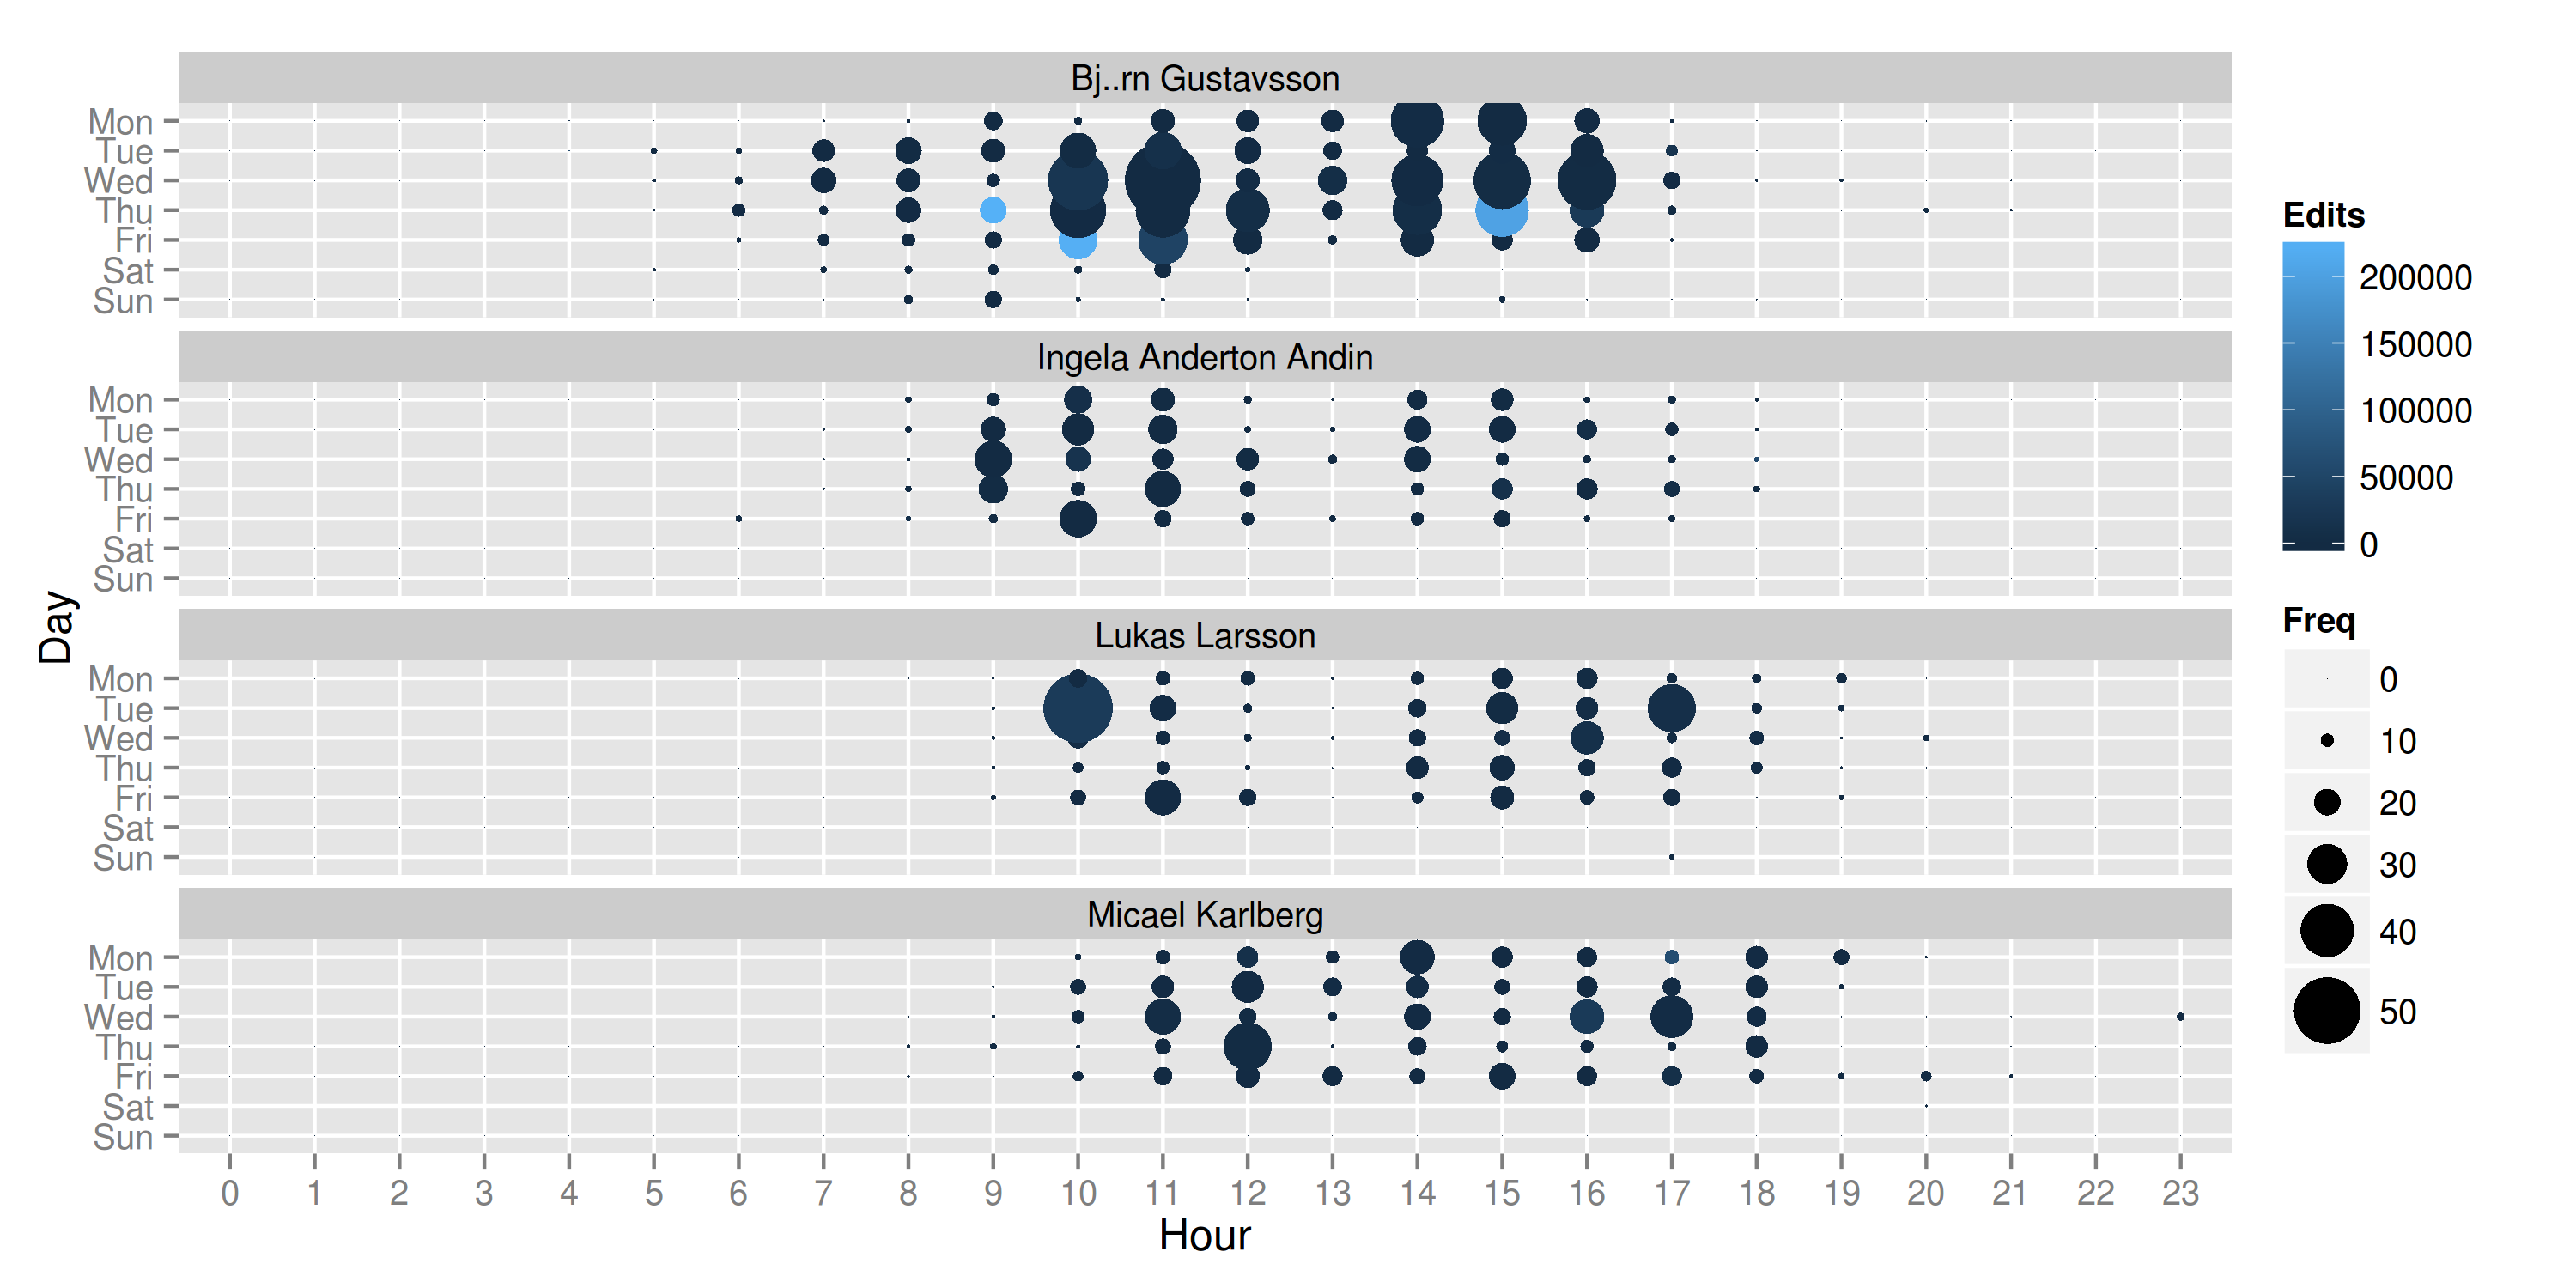 Bj..rn Gustavsson
Mon
Tue
Wed
Thu
Fri
Sat
Sun
Ingela Anderton Andin
Mon
Tue
Wed
Thu
Fri
Sat
Sun
Lukas Larsson
Mon
Tue
Wed
Thu
Fri
Sat
Sun
Micael Karlberg
Mon
Tue
Wed
Thu
Fri
Sat
Sun
Day
0 1 2 3 4 5 6 7 8 9 10 11 12 13 14 15 16 17 18 19 20 21 22 23
Hour
Edits
200000
150000
100000
50000
0
Freq
0
10
20
30
40
50